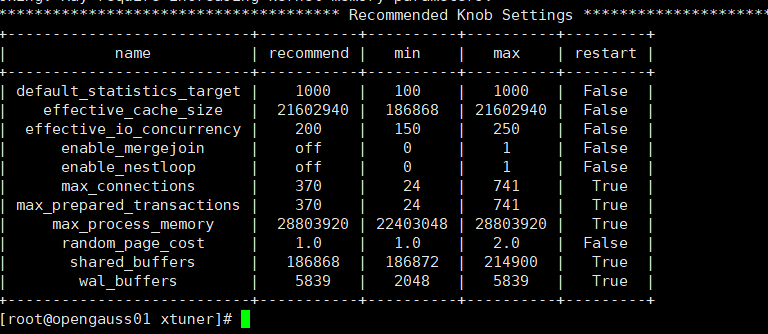 ************************************** Recommended Knob Settings *********************
+---------------------------+-----------+----------+----------+---------+
| name | recommend | min | max | restart |
+---------------------------+-----------+----------+----------+---------+
| default_statistics_target | 1000 | 100 | 1000 | False |
| effective_cache_size | 21602940 | 186868 | 21602940 | False |
| effective_io_concurrency | 200 | 150 | 250 | False |
| enable_mergejoin | off | 0 | 1 | False |
| enable_nestloop | off | 0 | 1 | False |
| max_connections | 370 | 24 | 741 | True |
| max_prepared_transactions | 370 | 24 | 741 | True |
| max_process_memory | 28803920 | 22403048 | 28803920 | True |
| random_page_cost | 1.0 | 1.0 | 2.0 | False |
| shared_buffers | 186868 | 186872 | 214900 | True |
| wal_buffers | 5839 | 2048 | 5839 | True |
+---------------------------+-----------+----------+----------+---------+
[root@opengauss01 xtuner]#